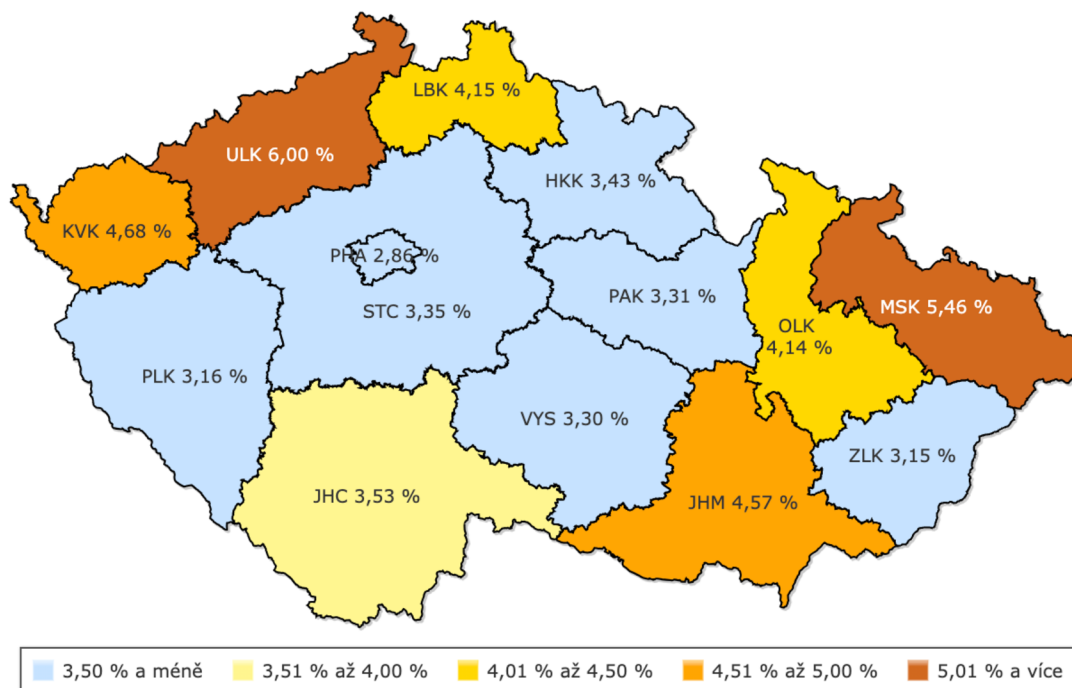 LBK 4,15 %
ULK 6,00 %
HKK 3,43 %
KVK 4,68 %
PHA 2,86 %
PAK 3,31 %
MSK 5,46 %
STC 3,35 %
OLK
4,14 %
PLK 3,16 %
VYS 3,30 %
ZLK 3,15 %
JHC 3,53 %
JHM 4,57 %
3,50 % a méně
3,51 % až 4,00 %
4,01 % až 4,50 %
4,51 % až 5,00 %
5,01 % a více